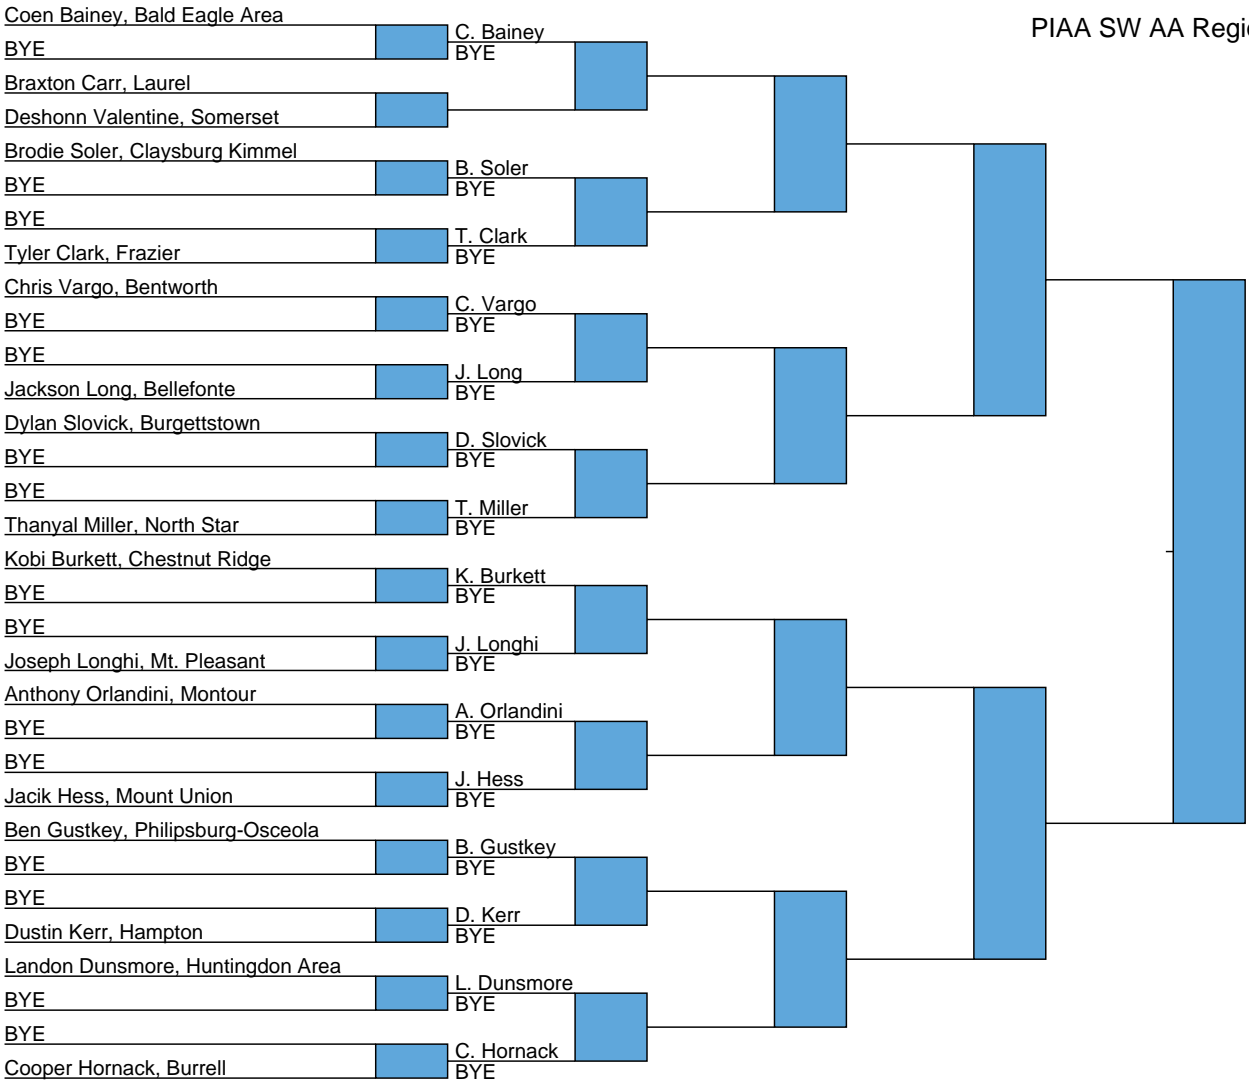 PIAA SW AA Regi
Coen Bainey, Bald Eagle Area
BYE
Braxton Carr, Laurel
Deshonn Valentine, Somerset
Brodie Soler, Claysburg Kimmel
BYE
BYE
Tyler Clark, Frazier
Chris Vargo, Bentworth
BYE
BYE
Jackson Long, Bellefonte
Dylan Slovick, Burgettstown
BYE
BYE
Thanyal Miller, North Star
Kobi Burkett, Chestnut Ridge
BYE
BYE
Joseph Longhi, Mt. Pleasant
Anthony Orlandini, Montour
BYE
BYE
Jacik Hess, Mount Union
Ben Gustkey, Philipsburg-Osceola
BYE
BYE
Dustin Kerr, Hampton
Landon Dunsmore, Huntingdon Area
BYE
BYE
Cooper Hornack, Burrell
C. Bainey
BYE
B. Soler
BYE
T. Clark
BYE
C. Vargo
BYE
J. Long
BYE
D. Slovick
BYE
T. Miller
BYE
K. Burkett
BYE
J. Longhi
BYE
A. Orlandini
BYE
J. Hess
BYE
B. Gustkey
BYE
D. Kerr
BYE
L. Dunsmore
BYE
C. Hornack
BYE